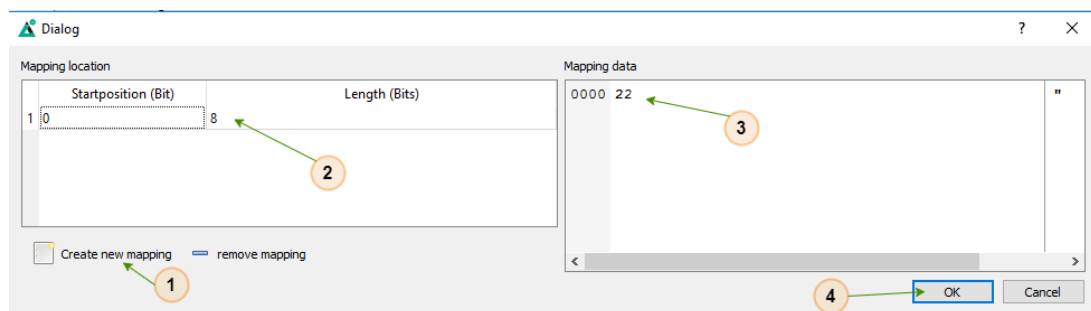 Dialog
? X
Mapping location
Mapping data
Startposition (Bit) Length (Bits)
1 0 8
0000 22 "
2
3
Create new mapping remove mapping
1
4
OK Cancel